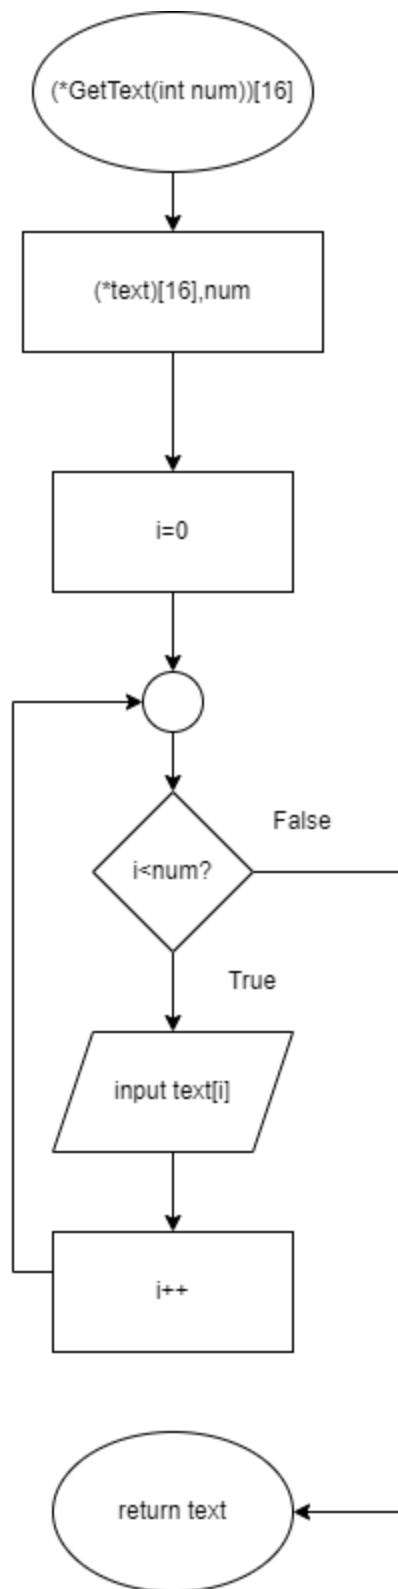 (*GetText(int num))[16]
(*text)[16],num
i=0
i<num?
False
True
input text[i]
i++
return text